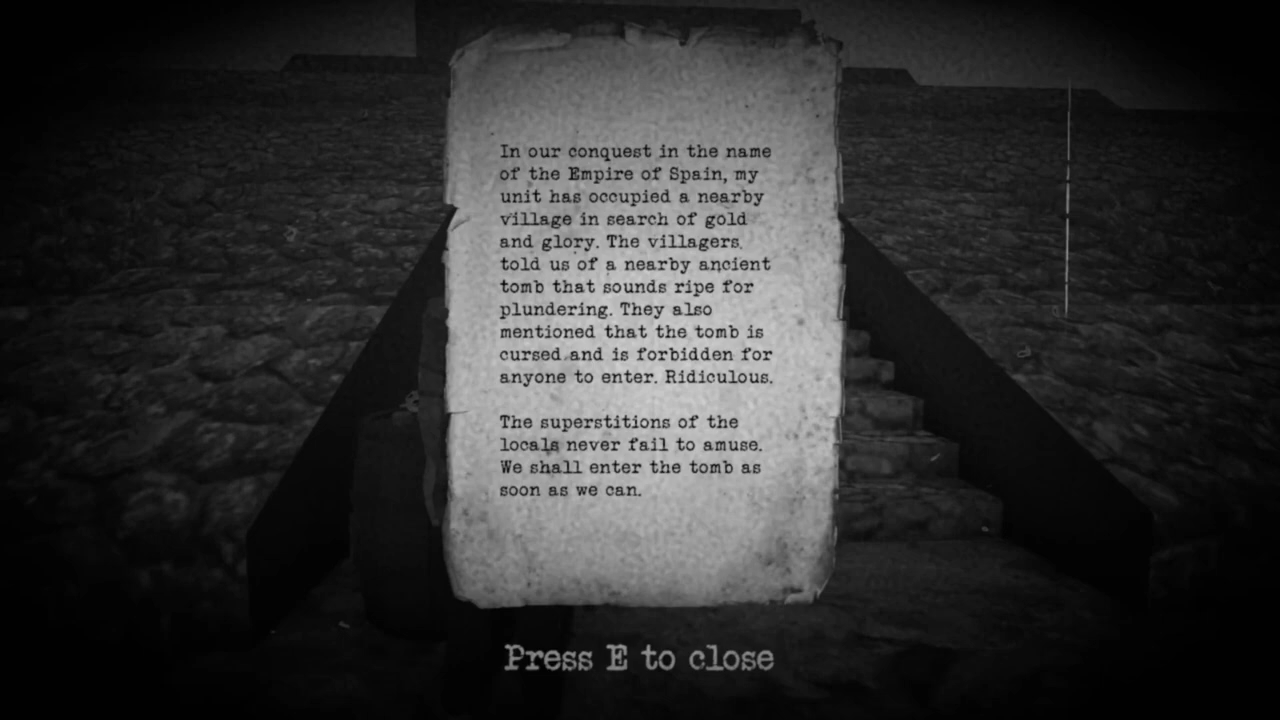 In our conquest in the name
of the Empire of Spain, my
unit has occupied a nearby
village in search of gold
and glory. The villagers
told us of a nearby ancient
tomb that sounds ripe for
plundering. They also
mentioned that the tomb is
cursed and is forbidden for
anyone to enter. Ridiculous.
The superstitions of the
locals never fail to amuse.
We shall enter the tomb as
soon as we can.
Press E to close